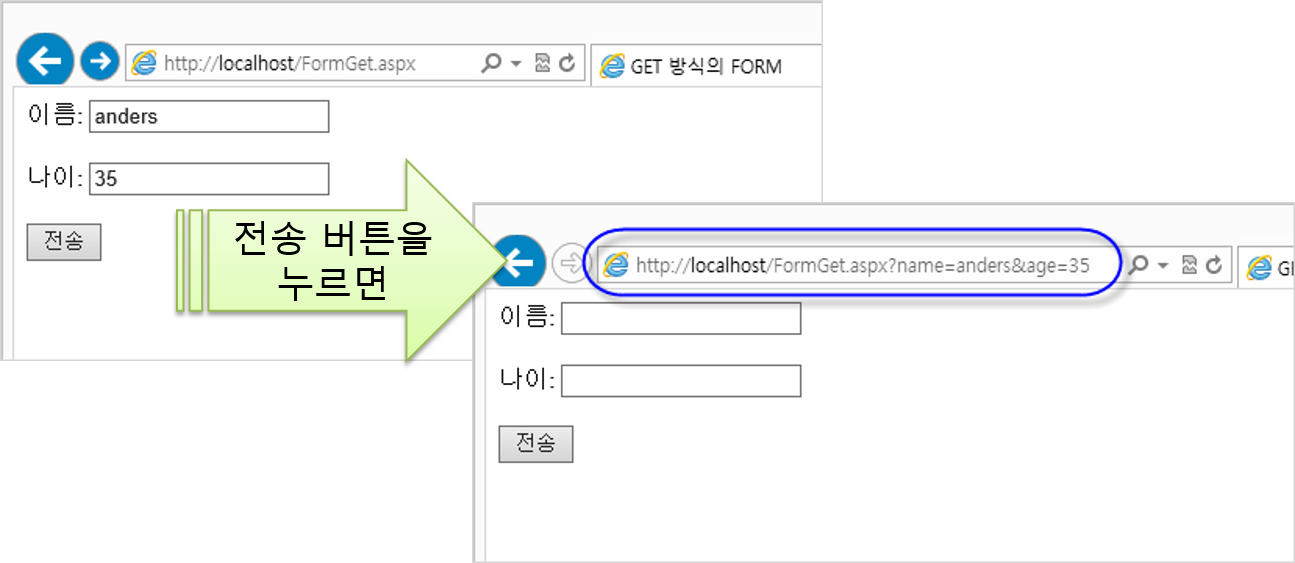 http://localhost/FormGet.aspx
GET 방식의 FORM
이름: anders
나이: 35
전송
전송 버튼을
누르면
http://localhost/FormGet.aspx?name=anders&age=35
이름:
나이:
전송